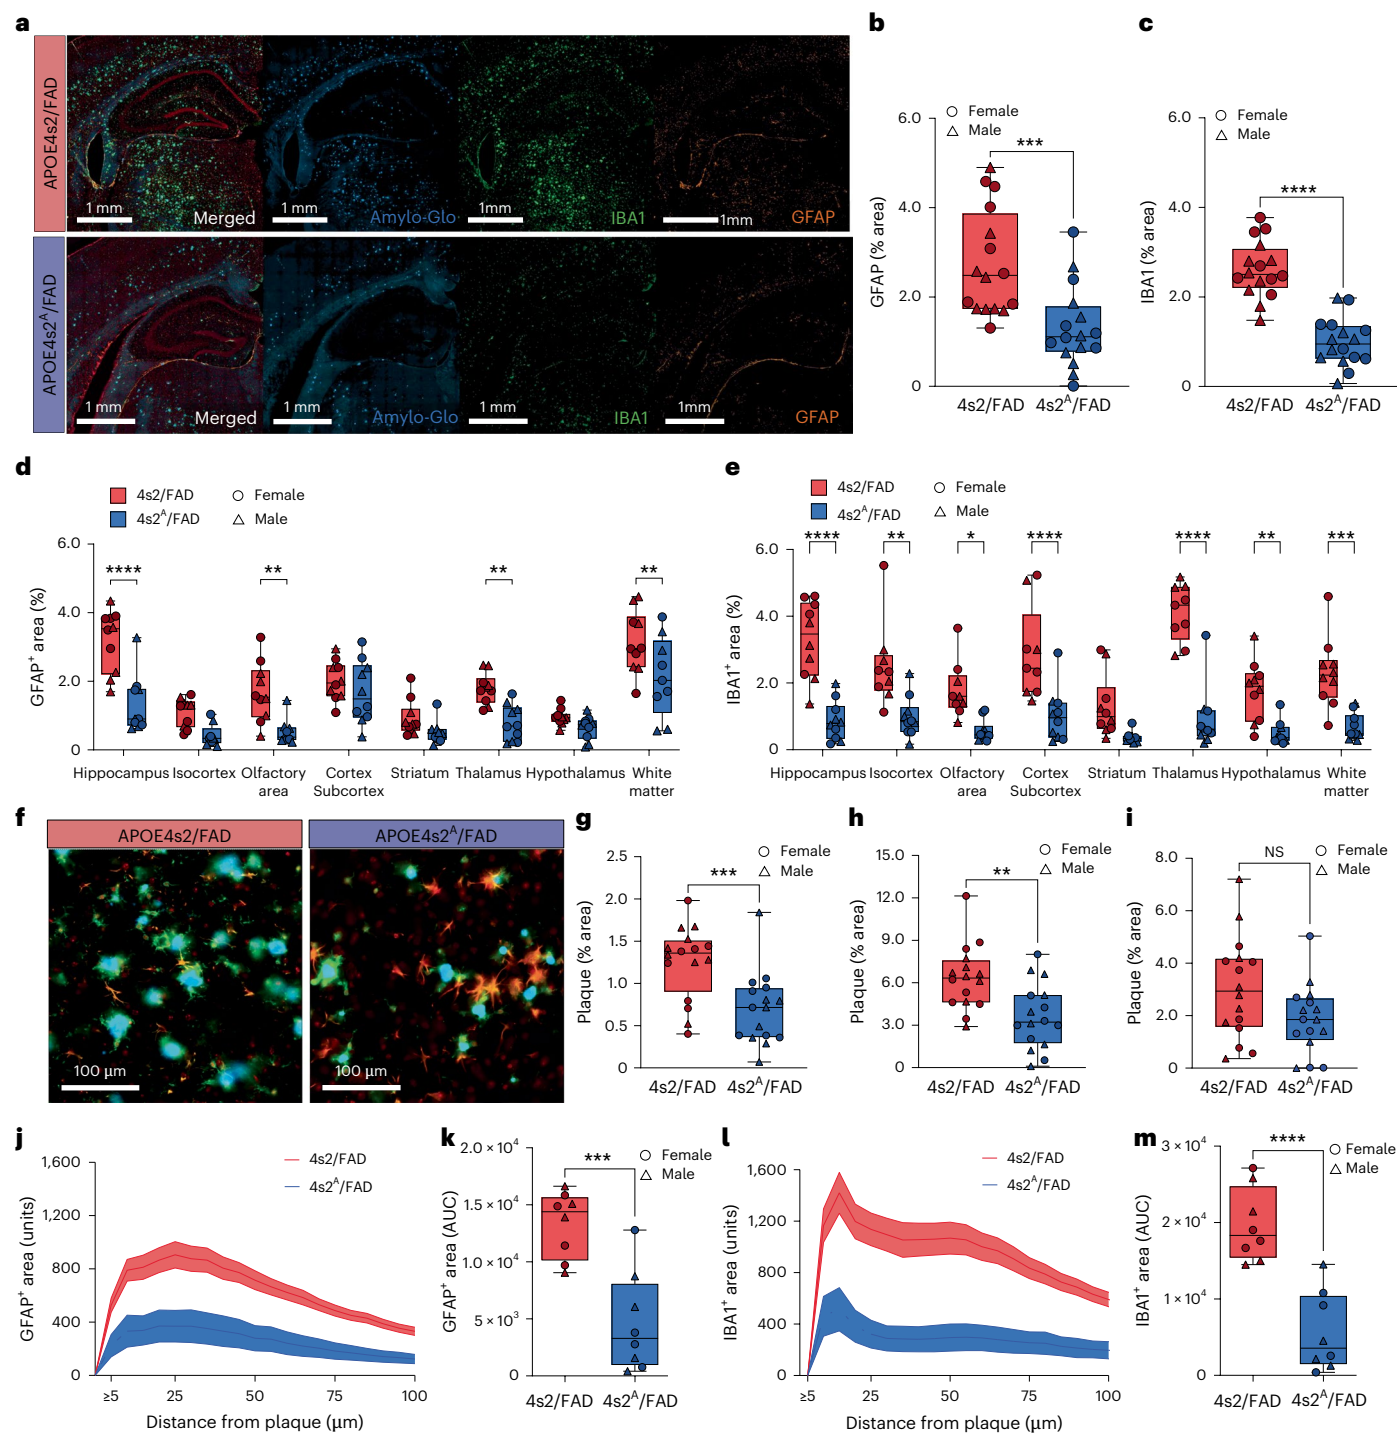 a
APOE4s2/FAD
1 mm
Merged
1 mm
Amylo-Glo
1mm
IBA1
1mm
GFAP
APOE4s2ᴬ/FAD
1 mm
Merged
1 mm
Amylo-Glo
1 mm
IBA1
1mm
GFAP
b
Female
Male
***
GFAP (% area)
6.0
4.0
2.0
0
4s2/FAD
4s2ᴬ/FAD
c
Female
Male
****
IBA1 (% area)
6.0
4.0
2.0
0
4s2/FAD
4s2ᴬ/FAD
d
4s2/FAD
Female
4s2ᴬ/FAD
Male
GFAP⁺ area (%)
6.0
4.0
2.0
0
**** ** ** **
Hippocampus Isocortex Olfactory area Cortex Subcortex Striatum Thalamus Hypothalamus White matter
e
4s2/FAD
Female
4s2ᴬ/FAD
Male
IBA1⁺ area (%)
6.0
4.0
2.0
0
**** ** * **** **** ** ***
Hippocampus Isocortex Olfactory area Cortex Subcortex Striatum Thalamus Hypothalamus White matter
f
APOE4s2/FAD
APOE4s2ᴬ/FAD
100 µm
100 µm
g
Female
Male
***
Plaque (% area)
2.5
2.0
1.5
1.0
0.5
0
4s2/FAD
4s2ᴬ/FAD
h
Female
Male
**
Plaque (% area)
15.0
12.0
9.0
6.0
3.0
0
4s2/FAD
4s2ᴬ/FAD
i
Female
Male
NS
Plaque (% area)
8.0
6.0
4.0
2.0
0
4s2/FAD
4s2ᴬ/FAD
j
4s2/FAD
4s2ᴬ/FAD
GFAP⁺ area (units)
1,600
1,200
800
400
0
≥5 25 50 75 100
Distance from plaque (µm)
k
Female
Male
***
GFAP⁺ area (AUC)
2.0 × 10⁴
1.5 × 10⁴
1.0 × 10⁴
5 × 10³
0
4s2/FAD
4s2ᴬ/FAD
l
4s2/FAD
4s2ᴬ/FAD
IBA1⁺ area (units)
1,600
1,200
800
400
0
≥5 25 50 75 100
Distance from plaque (µm)
m
Female
Male
****
IBA1⁺ area (AUC)
3 × 10⁴
2 × 10⁴
1 × 10⁴
0
4s2/FAD
4s2ᴬ/FAD